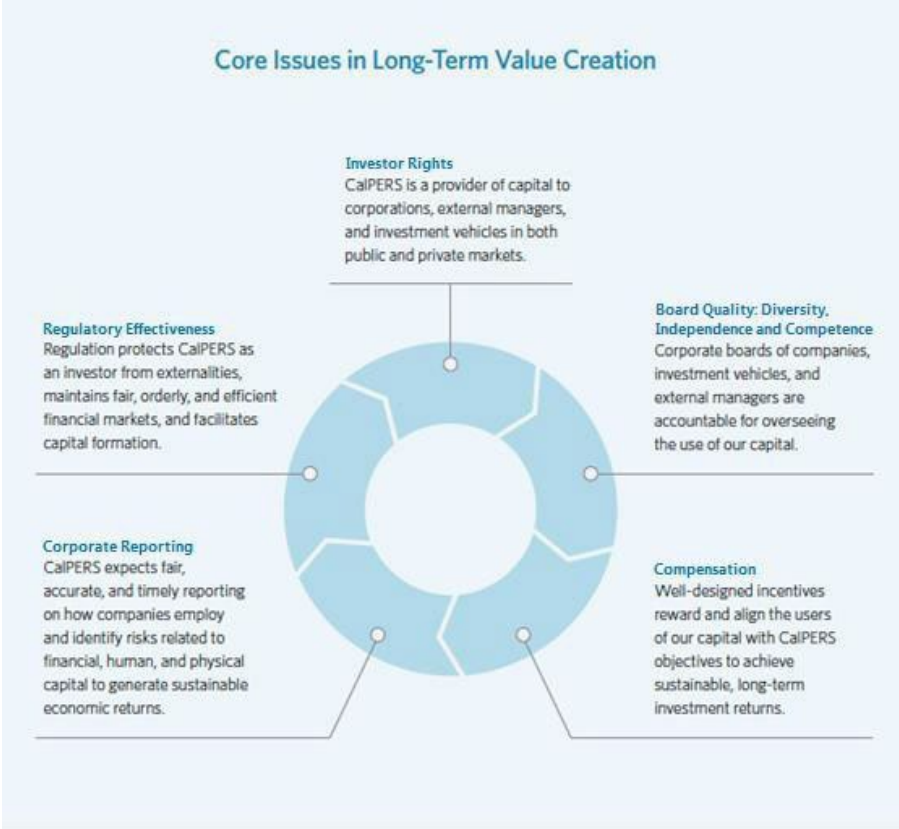 Core Issues in Long-Term Value Creation
Investor Rights
CalPERS is a provider of capital to
corporations, external managers,
and investment vehicles in both
public and private markets.
Board Quality: Diversity,
Independence and Competence
Corporate boards of companies,
investment vehicles, and
external managers are
accountable for overseeing
the use of our capital.
Compensation
Well-designed incentives
reward and align the users
of our capital with CalPERS
objectives to achieve
sustainable, long-term
investment returns.
Corporate Reporting
CalPERS expects fair,
accurate, and timely reporting
on how companies employ
and identify risks related to
financial, human, and physical
capital to generate sustainable
economic returns.
Regulatory Effectiveness
Regulation protects CalPERS as
an investor from externalities,
maintains fair, orderly, and efficient
financial markets, and facilitates
capital formation.